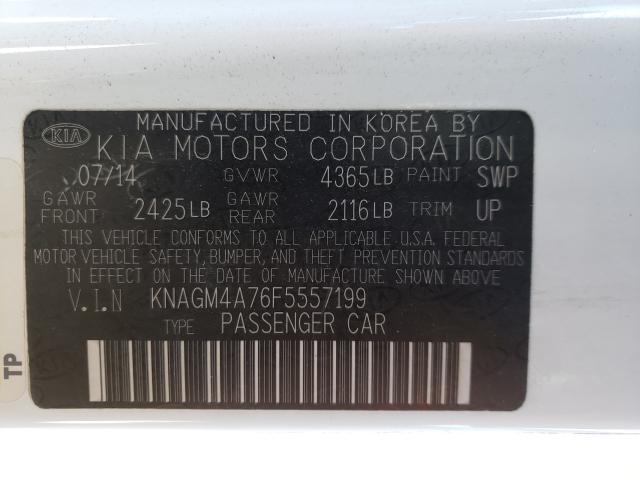 MANUFACTURED IN KOREA BY
KIA KIA MOTORS CORPORATION
07/14 GVWR 4365LB PAINT SWP
GAWR FRONT 2425LB GAWR REAR 2116LB TRIM UP
THIS VEHICLE CONFORMS TO ALL APPLICABLE U.S.A. FEDERAL
MOTOR VEHICLE SAFETY, BUMPER, AND THEFT PREVENTION STANDARDS
IN EFFECT ON THE DATE OF MANUFACTURE SHOWN ABOVE
V.I.N KNAGM4A76F5557199
TYPE PASSENGER CAR
TP